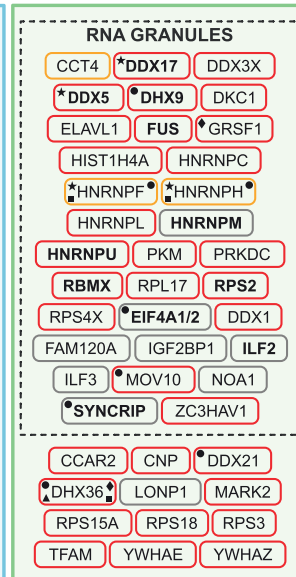 RNA GRANULES
CCT4 ★DDX17 DDX3X
★DDX5 ●DHX9 DKC1
ELAVL1 FUS ♦GRSF1
HIST1H4A HNRNPC
★■HNRNPF● ★■HNRNPH●
HNRNPL HNRNPM
HNRNPU PKM PRKDC
RBMX RPL17 RPS2
RPS4X ●EIF4A1/2 DDX1
FAM120A IGF2BP1 ILF2
ILF3 ●MOV10 NOA1
●SYNCRIP ZC3HAV1
CCAR2 CNP ●DDX21
●▲DHX36♦■ LONP1 MARK2
RPS15A RPS18 RPS3
TFAM YWHAE YWHAZ